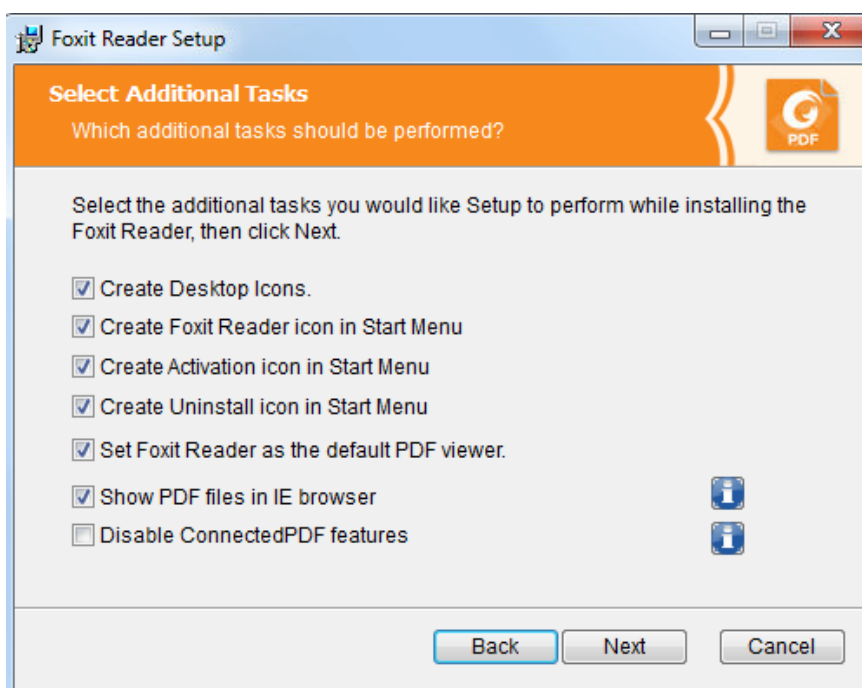 Foxit Reader Setup
Select Additional Tasks
Which additional tasks should be performed?
PDF
Select the additional tasks you would like Setup to perform while installing the
Foxit Reader, then click Next.
Create Desktop Icons.
Create Foxit Reader icon in Start Menu
Create Activation icon in Start Menu
Create Uninstall icon in Start Menu
Set Foxit Reader as the default PDF viewer.
Show PDF files in IE browser
Disable ConnectedPDF features
Back Next Cancel